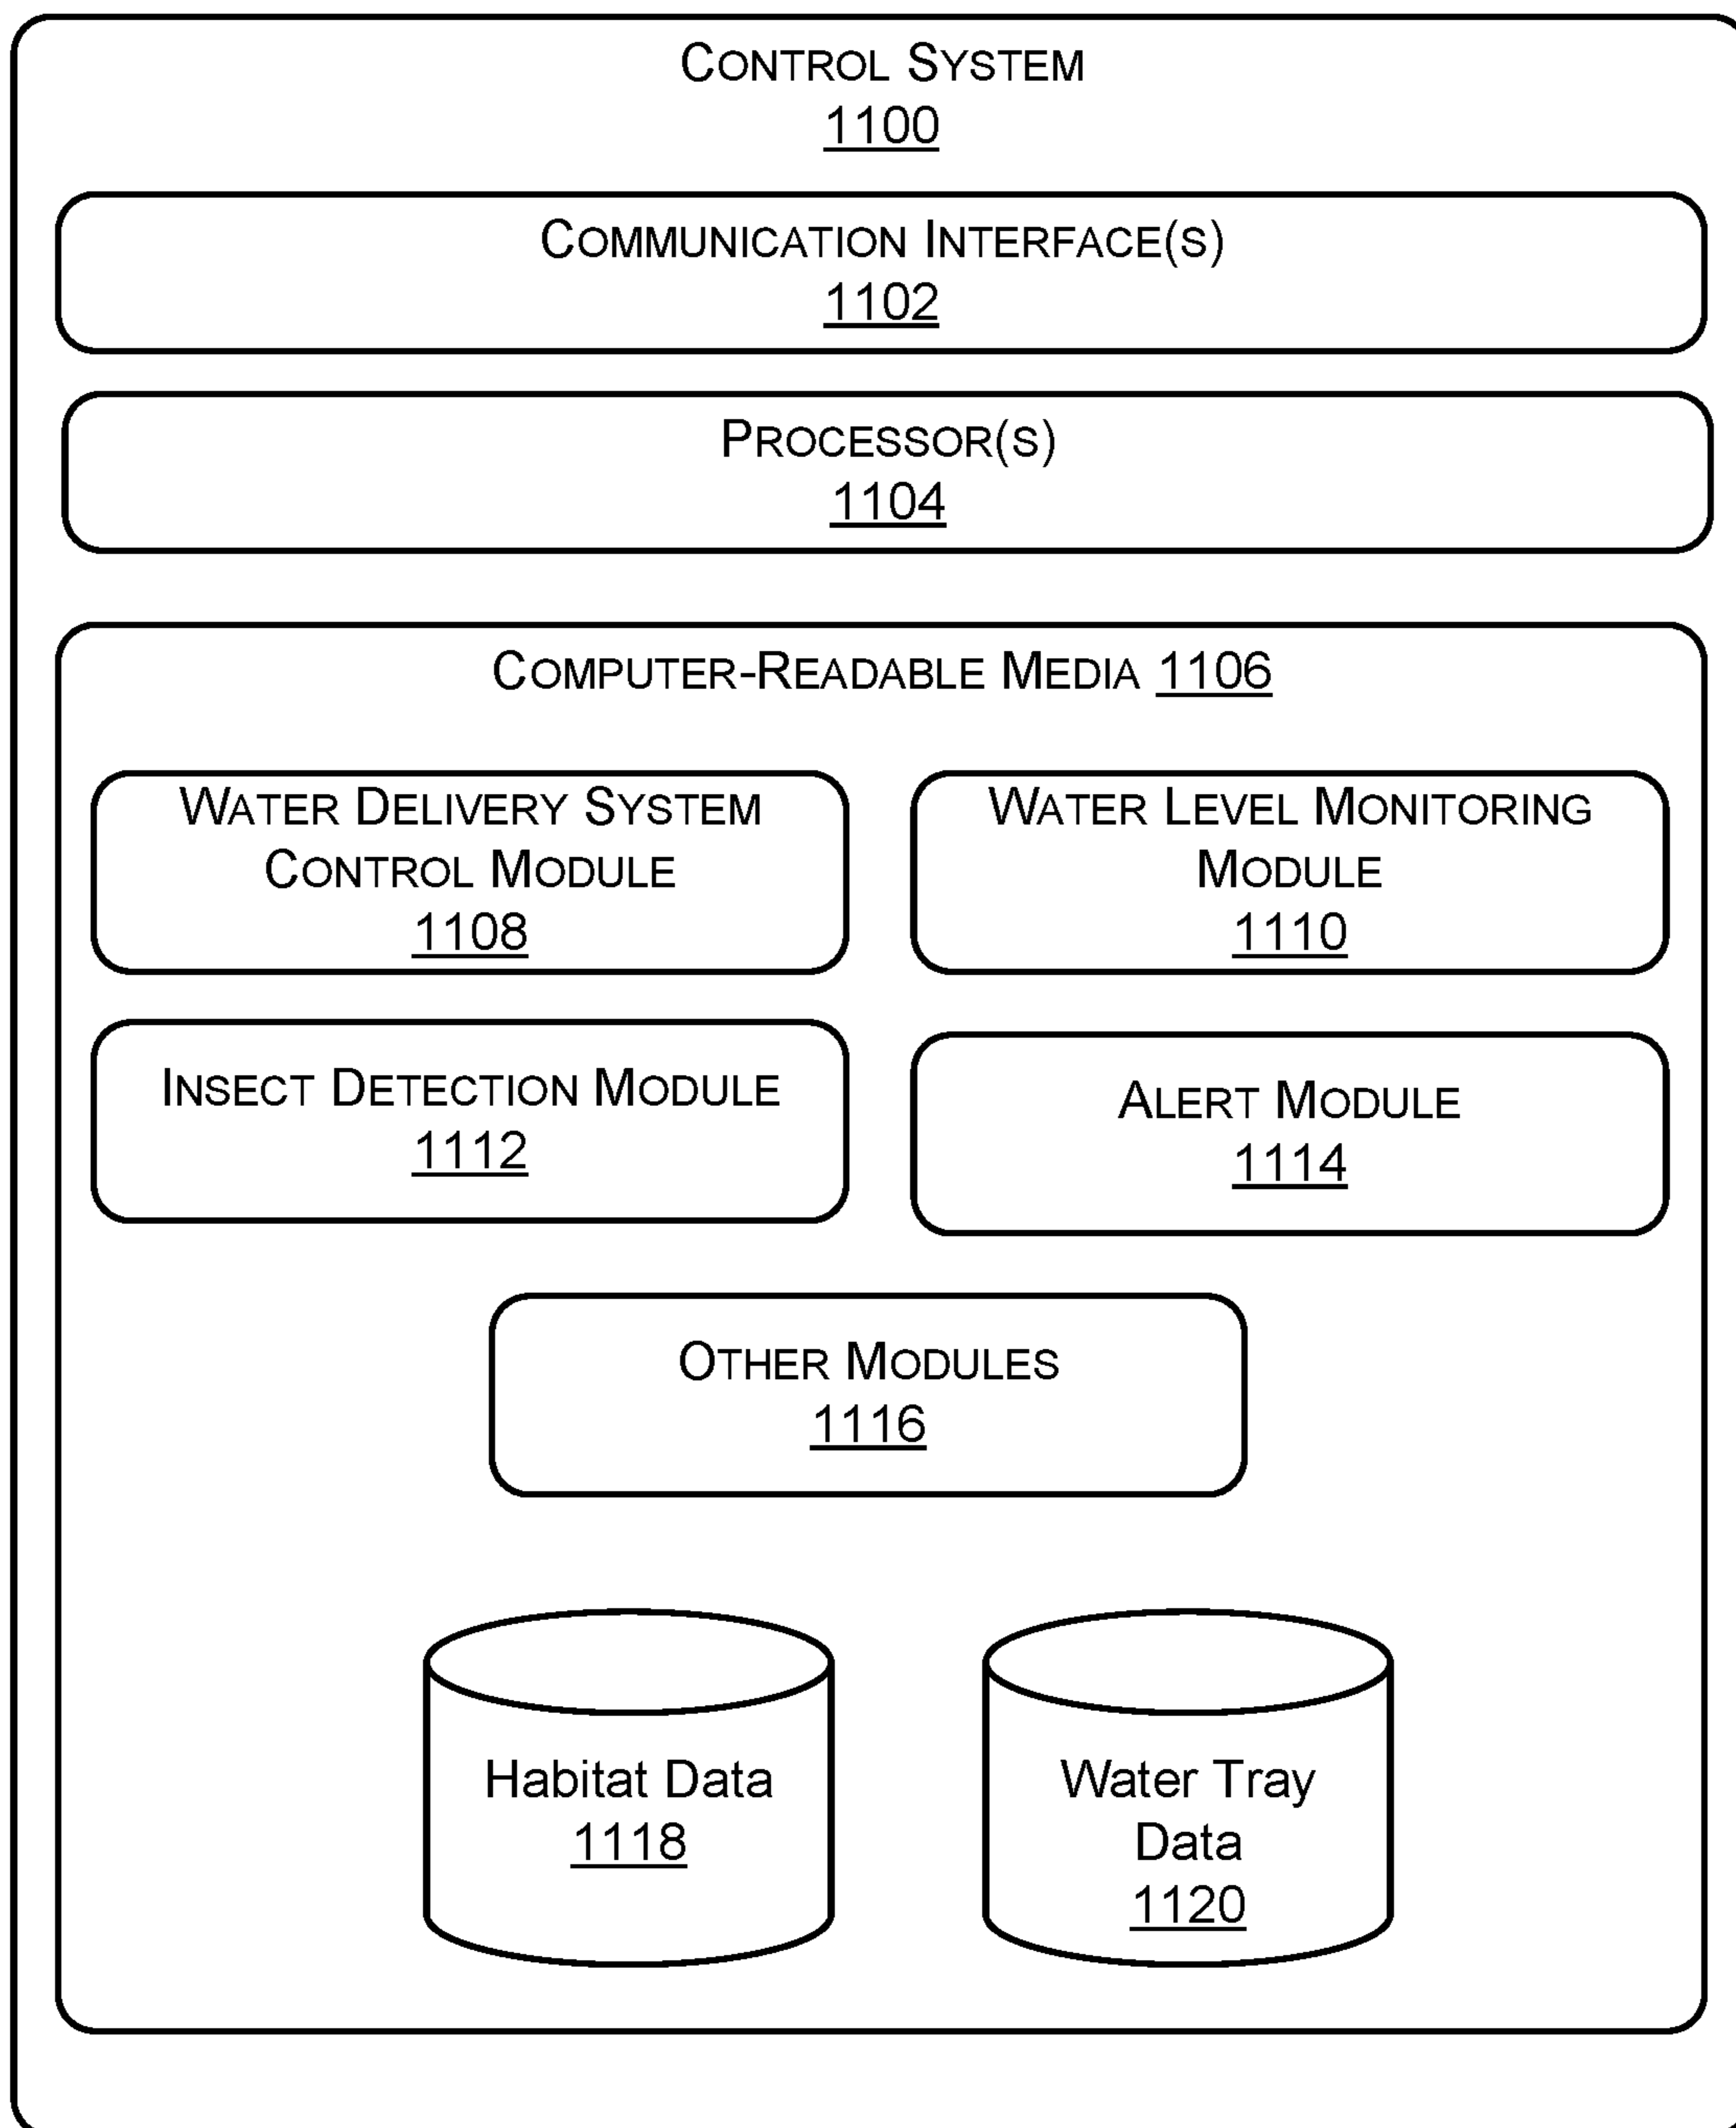 CONTROL SYSTEM
1100
COMMUNICATION INTERFACE(S)
1102
PROCESSOR(S)
1104
COMPUTER-READABLE MEDIA 1106
WATER DELIVERY SYSTEM
CONTROL MODULE
1108
WATER LEVEL MONITORING
MODULE
1110
INSECT DETECTION MODULE
1112
ALERT MODULE
1114
OTHER MODULES
1116
Habitat Data
1118
Water Tray
Data
1120